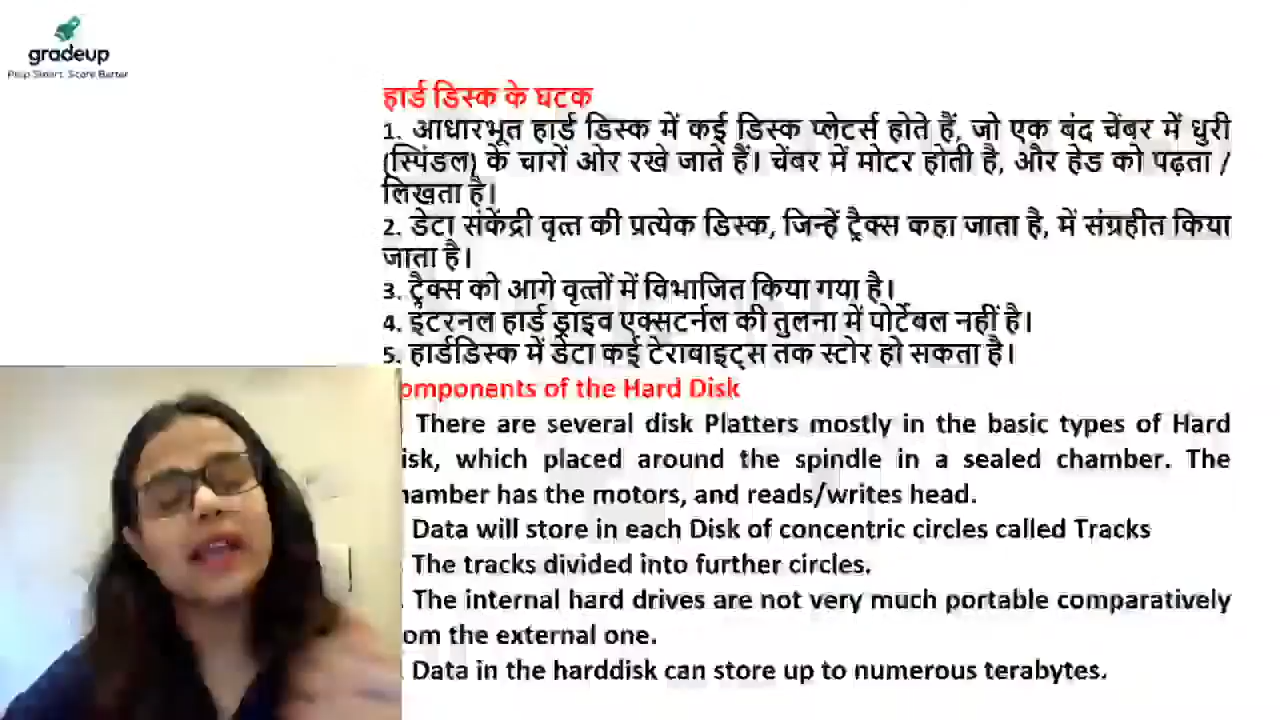 gradeup
Prep Smart. Score Better
हार्ड डिस्क के घटक
1. आधारभूत हार्ड डिस्क में कई डिस्क प्लेटर्स होते हैं, जो एक बंद चेंबर में धुरी
(स्पिंडल) के चारों ओर रखे जाते हैं। चेंबर में मोटर होती है, और हेड को पढ़ता /
लिखता है।
2. डेटा संकेंद्री वृत्त की प्रत्येक डिस्क, जिन्हें ट्रैक्स कहा जाता है, में संग्रहीत किया
जाता है।
3. ट्रैक्स को आगे वृत्तों में विभाजित किया गया है।
4. इंटरनल हार्ड ड्राइव एक्सटर्नल की तुलना में पोर्टेबल नहीं है।
5. हार्डडिस्क में डेटा कई टेराबाइट्स तक स्टोर हो सकता है।
omponents of the Hard Disk
There are several disk Platters mostly in the basic types of Hard
isk, which placed around the spindle in a sealed chamber. The
hamber has the motors, and reads/writes head.
Data will store in each Disk of concentric circles called Tracks
The tracks divided into further circles.
The internal hard drives are not very much portable comparatively
om the external one.
Data in the harddisk can store up to numerous terabytes.